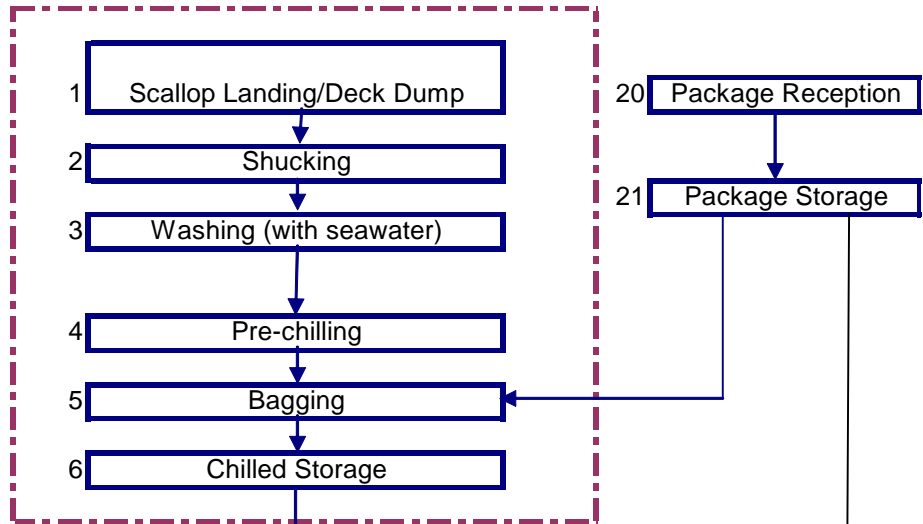 1 Scallop Landing/Deck Dump
2 Shucking
3 Washing (with seawater)
4 Pre-chilling
5 Bagging
6 Chilled Storage
20 Package Reception
21 Package Storage